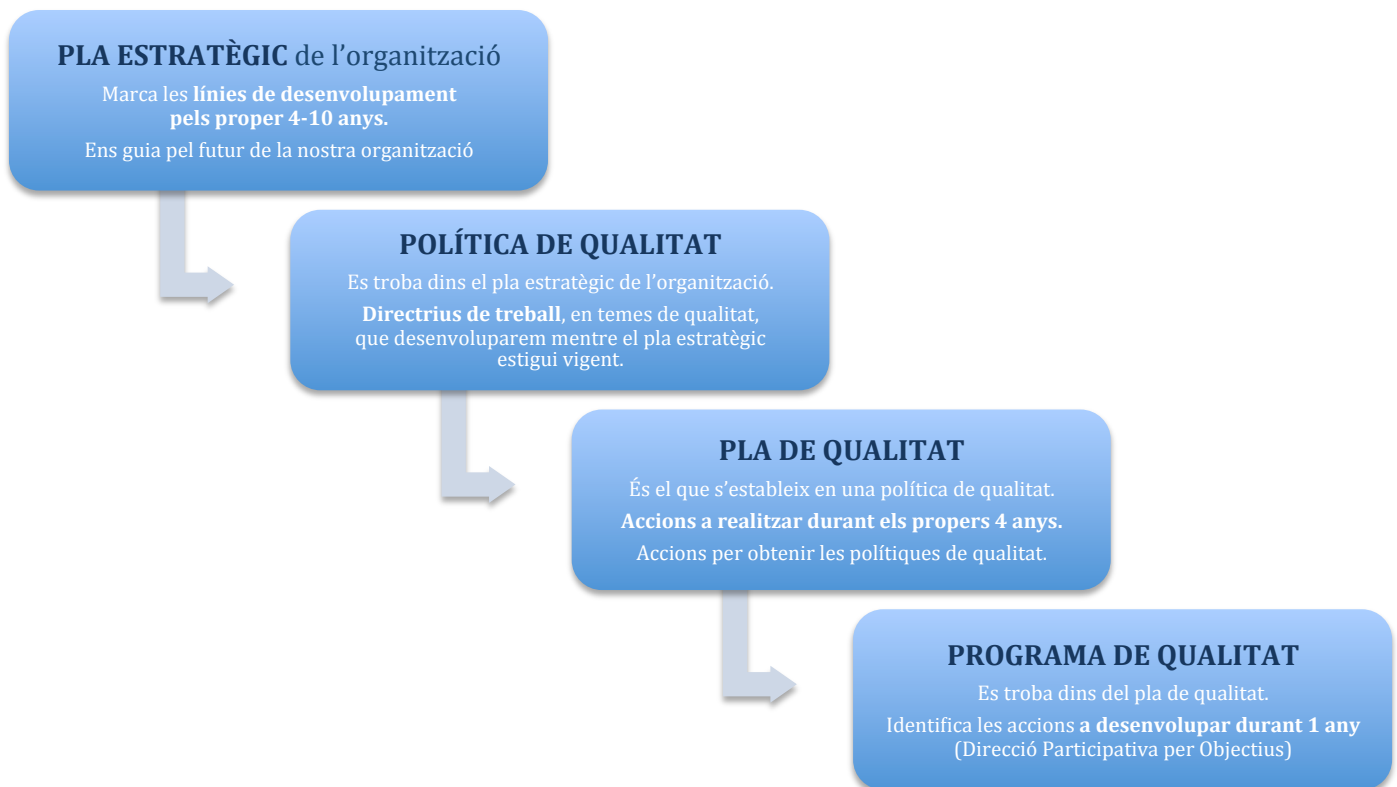 PLA ESTRATÈGIC de l’organització
Marca les línies de desenvolupament
pels proper 4-10 anys.
Ens guia pel futur de la nostra organització
POLÍTICA DE QUALITAT
Es troba dins el pla estratègic de l’organització.
Directrius de treball, en temes de qualitat,
que desenvoluparem mentre el pla estratègic
estigui vigent.
PLA DE QUALITAT
És el que s’estableix en una política de qualitat.
Accions a realitzar durant els propers 4 anys.
Accions per obtenir les polítiques de qualitat.
PROGRAMA DE QUALITAT
Es troba dins del pla de qualitat.
Identifica les accions a desenvolupar durant 1 any
(Direcció Participativa per Objectius)